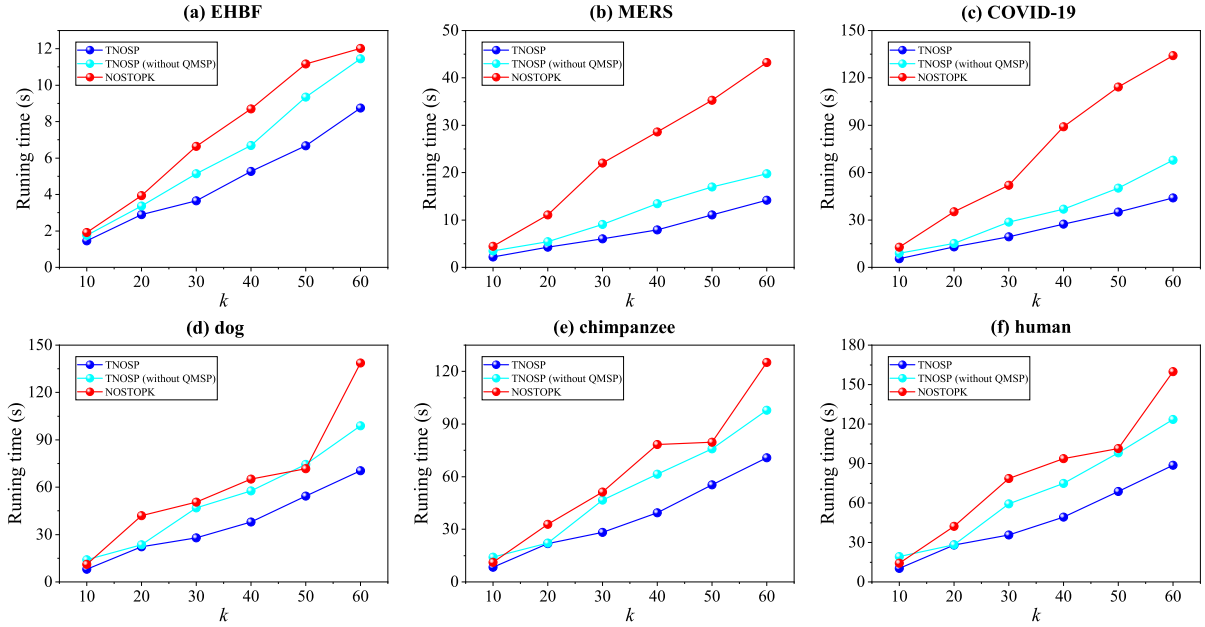 (a) EHBF
Runing time (s)
12
10
8
6
4
2
0
TNOSP
TNOSP (without QMSP)
NOSTOPK
10 20 30 40 50 60
k
(b) MERS
Runing time (s)
50
40
30
20
10
0
TNOSP
TNOSP (without QMSP)
NOSTOPK
10 20 30 40 50 60
k
(c) COVID-19
Runing time (s)
150
120
90
60
30
0
TNOSP
TNOSP (without QMSP)
NOSTOPK
10 20 30 40 50 60
k
(d) dog
Runing time (s)
150
120
90
60
30
0
TNOSP
TNOSP (without QMSP)
NOSTOPK
10 20 30 40 50 60
k
(e) chimpanzee
Runing time (s)
120
90
60
30
0
TNOSP
TNOSP (without QMSP)
NOSTOPK
10 20 30 40 50 60
k
(f) human
Runing time (s)
180
150
120
90
60
30
0
TNOSP
TNOSP (without QMSP)
NOSTOPK
10 20 30 40 50 60
k